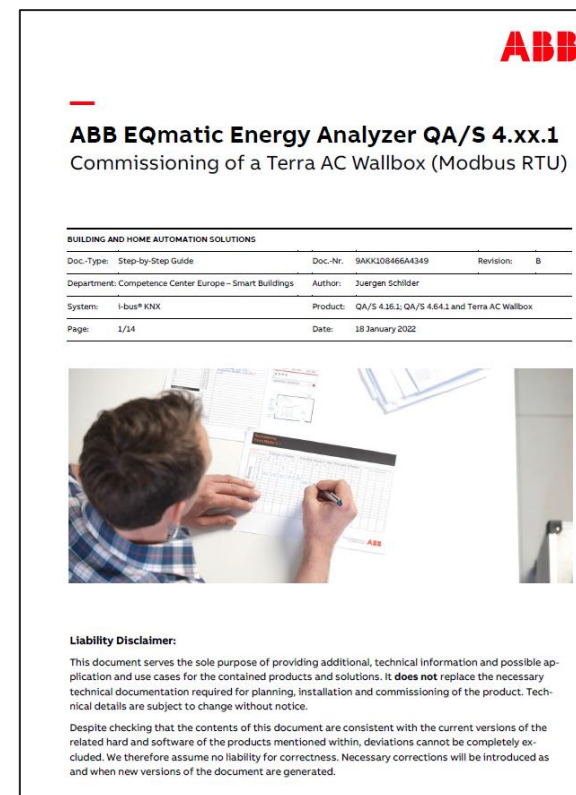 ABB
ABB EQmatic Energy Analyzer QA/S 4.xx.1
Commissioning of a Terra AC Wallbox (Modbus RTU)
BUILDING AND HOME AUTOMATION SOLUTIONS
Doc.-Type: Step-by-Step Guide Doc.-Nr. 9AKK108466A4349 Revision: B
Department: Competence Center Europe – Smart Buildings Author: Juergen Schilder
System: i-bus® KNX Product: QA/S 4.16.1; QA/S 4.64.1 and Terra AC Wallbox
Page: 1/14 Date: 18 January 2022
ABB
Liability Disclaimer:
This document serves the sole purpose of providing additional, technical information and possible ap-
plication and use cases for the contained products and solutions. It does not replace the necessary
technical documentation required for planning, installation and commissioning of the product. Tech-
nical details are subject to change without notice.
Despite checking that the contents of this document are consistent with the current versions of the
related hard and software of the products mentioned within, deviations cannot be completely ex-
cluded. We therefore assume no liability for correctness. Necessary corrections will be introduced as
and when new versions of the document are generated.